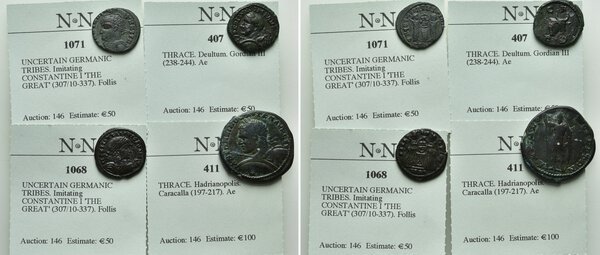 N·N
1071
UNCERTAIN GERMANIC
TRIBES. Imitating
CONSTANTINE I 'THE
GREAT' (307/10-337). Follis
Auction: 146 Estimate: €50
N·N
407
THRACE. Deultum. Gordian III
(238-244). Ae
Auction: 146 Estimate: €50
N·N
1068
UNCERTAIN GERMANIC
TRIBES. Imitating
CONSTANTINE I 'THE
GREAT' (307/10-337). Follis
Auction: 146 Estimate: €50
N·N
411
THRACE. Hadrianopolis.
Caracalla (197-217). Ae
Auction: 146 Estimate: €100
N·N
1071
UNCERTAIN GERMANIC
TRIBES. Imitating
CONSTANTINE I 'THE
GREAT' (307/10-337). Follis
Auction: 146 Estimate: €50
N·N
407
THRACE. Deultum. Gordian III
(238-244). Ae
Auction: 146 Estimate:
N·N
1068
UNCERTAIN GERMANIC
TRIBES. Imitating
CONSTANTINE I 'THE
GREAT' (307/10-337). Follis
Auction: 146 Estimate: €50
N·N
411
THRACE. Hadrianopolis.
Caracalla (197-217). Ae
Auction: 146 Estimate: €100